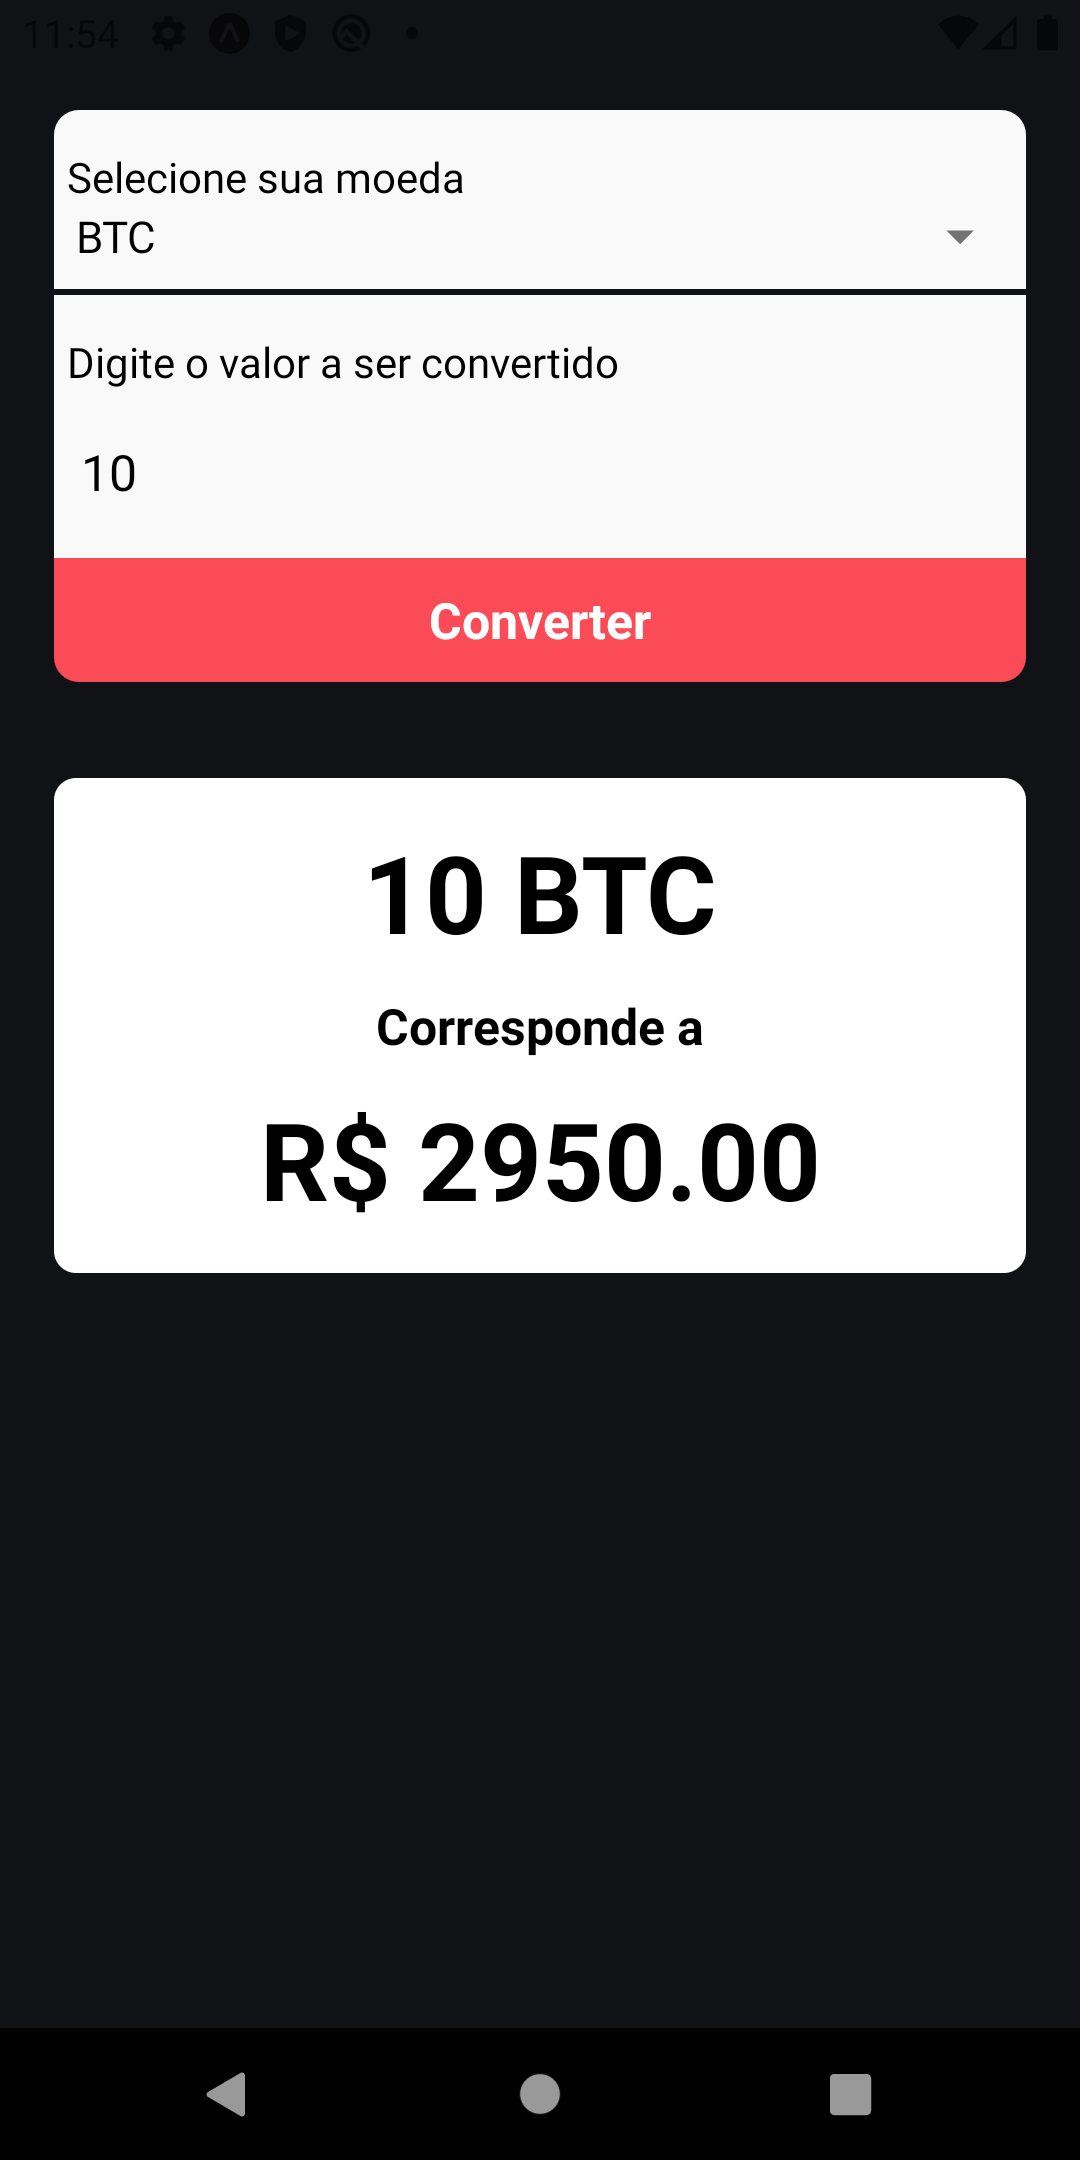 11:54
Selecione sua moeda
BTC
Digite o valor a ser convertido
10
Converter
10 BTC
Corresponde a
R$ 2950.00